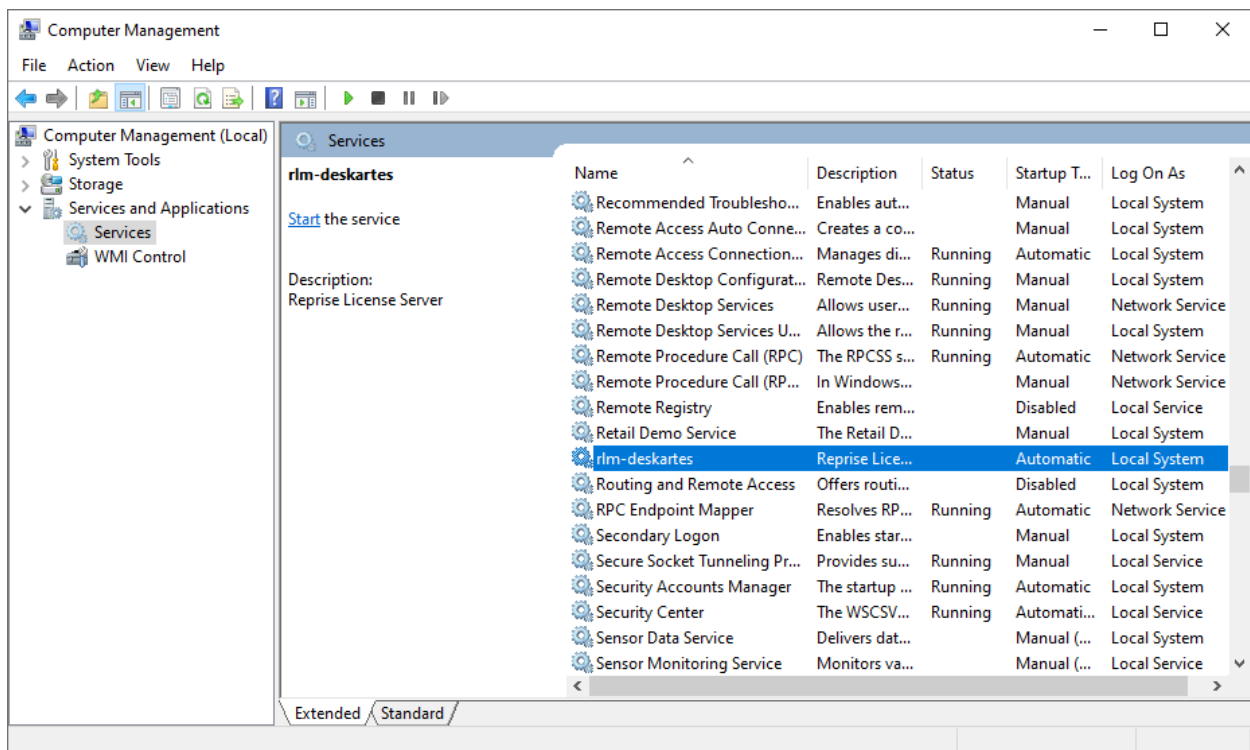 Computer Management
File Action View Help
Computer Management (Local)
System Tools
Storage
Services and Applications
Services
WMI Control
Services
rlm-deskartes
Start the service
Description:
Reprise License Server
Name Description Status Startup T... Log On As
Recommended Troublesho... Enables aut... Manual Local System
Remote Access Auto Conne... Creates a co... Manual Local System
Remote Access Connection... Manages di... Running Automatic Local System
Remote Desktop Configurat... Remote Des... Running Manual Local System
Remote Desktop Services Allows user... Running Manual Network Service
Remote Desktop Services U... Allows the r... Running Manual Local System
Remote Procedure Call (RPC) The RPCSS s... Running Automatic Network Service
Remote Procedure Call (RP... In Windows... Manual Network Service
Remote Registry Enables rem... Disabled Local Service
Retail Demo Service The Retail D... Manual Local System
rlm-deskartes Reprise Lice... Automatic Local System
Routing and Remote Access Offers routi... Disabled Local System
RPC Endpoint Mapper Resolves RP... Running Automatic Network Service
Secondary Logon Enables star... Manual Local System
Secure Socket Tunneling Pr... Provides su... Running Manual Local Service
Security Accounts Manager The startup ... Running Automatic Local System
Security Center The WSCSV... Running Automati... Local Service
Sensor Data Service Delivers dat... Manual (... Local System
Sensor Monitoring Service Monitors va... Manual (... Local Service
Extended Standard